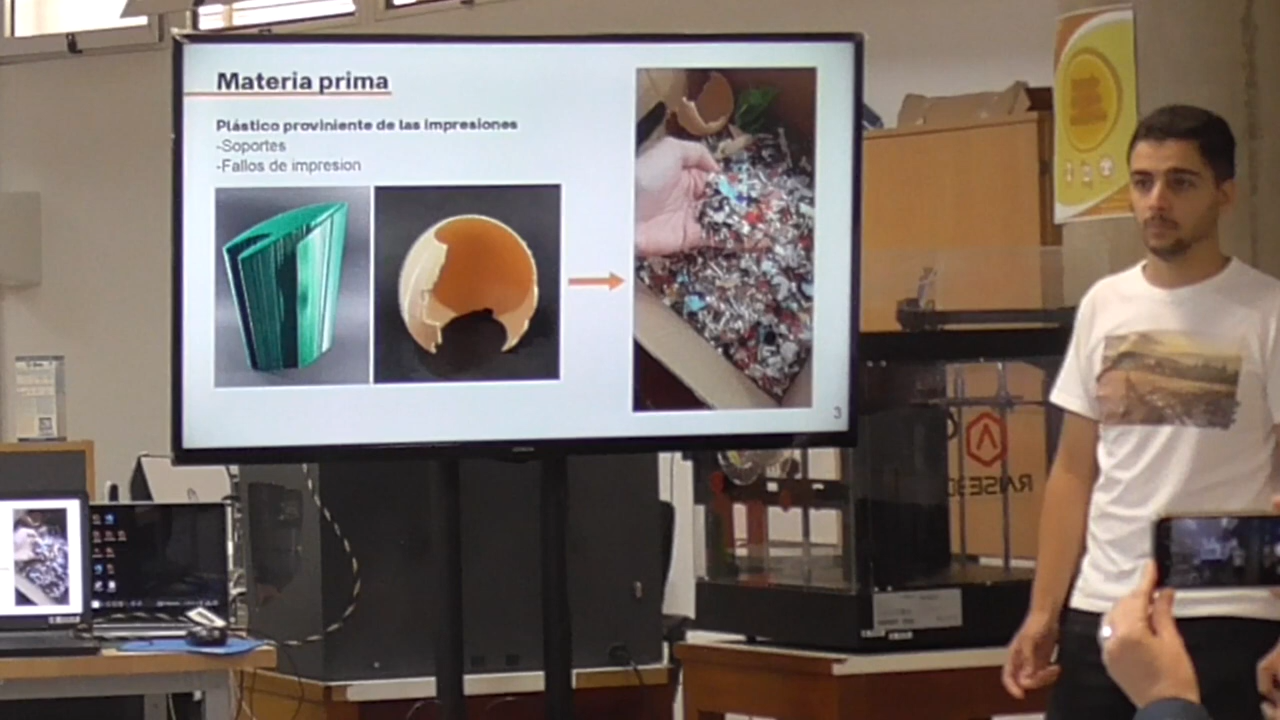 Materia prima
Plástico proviniente de las impresiones
-Soportes
-Fallos de impresion
3
RAISE3D